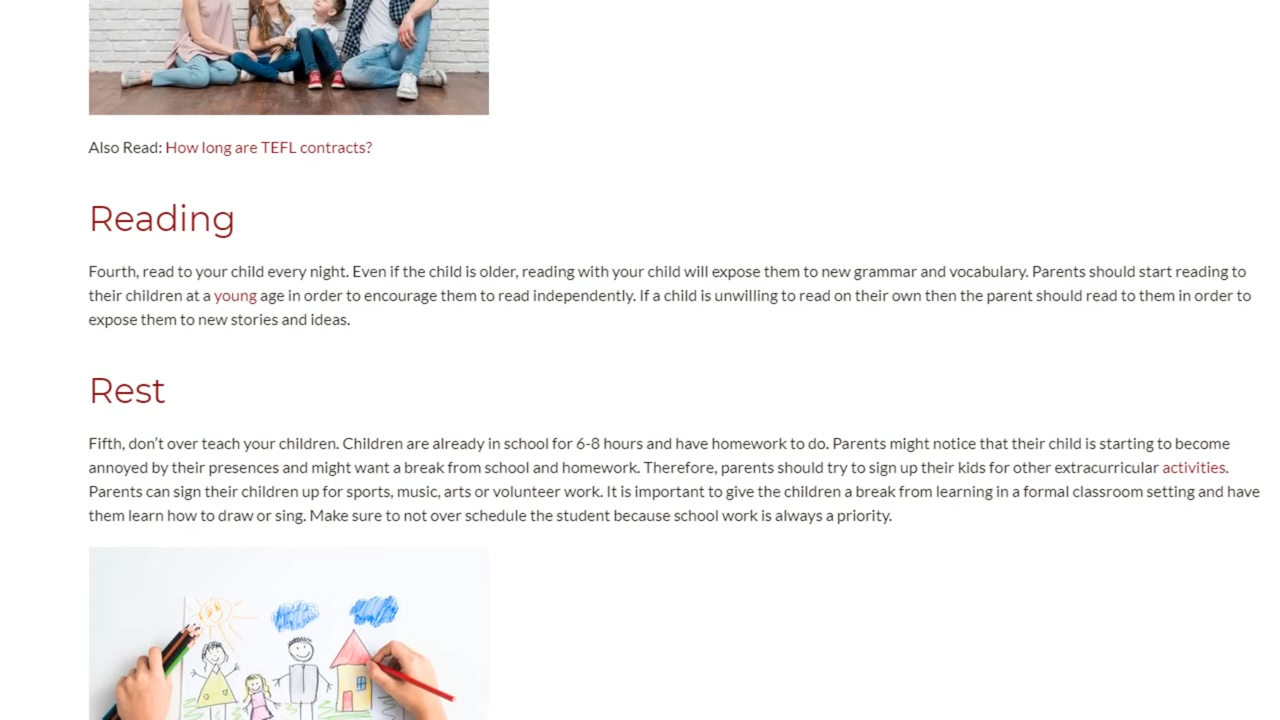 Also Read: How long are TEFL contracts?
Reading
Fourth, read to your child every night. Even if the child is older, reading with your child will expose them to new grammar and vocabulary. Parents should start reading to
their children at a young age in order to encourage them to read independently. If a child is unwilling to read on their own then the parent should read to them in order to
expose them to new stories and ideas.
Rest
Fifth, don’t over teach your children. Children are already in school for 6-8 hours and have homework to do. Parents might notice that their child is starting to become
annoyed by their presences and might want a break from school and homework. Therefore, parents should try to sign up their kids for other extracurricular activities.
Parents can sign their children up for sports, music, arts or volunteer work. It is important to give the children a break from learning in a formal classroom setting and have
them learn how to draw or sing. Make sure to not over schedule the student because school work is always a priority.